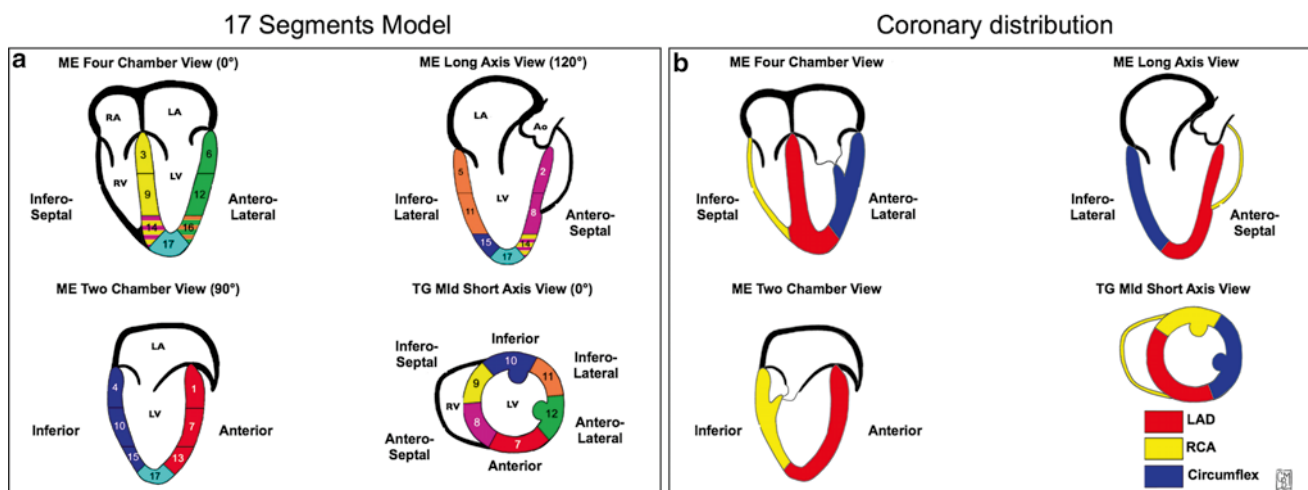 17 Segments Model
Coronary distribution
a
ME Four Chamber View (0°)
RA
LA
3
6
RV
LV
9
12
14
16
17
Infero-
Septal
Antero-
Lateral
ME Long Axis View (120°)
LA
Ao
5
2
LV
11
8
15
14
17
Infero-
Lateral
Antero-
Septal
ME Two Chamber View (90°)
LA
4
1
LV
10
7
15
13
17
Inferior
Anterior
TG MId Short Axis View (0°)
Infero-
Septal
Inferior
Infero-
Lateral
10
9
11
RV
LV
8
12
7
Antero-
Septal
Anterior
Antero-
Lateral
b
ME Four Chamber View
Infero-
Septal
Antero-
Lateral
ME Long Axis View
Infero-
Lateral
Antero-
Septal
ME Two Chamber View
Inferior
Anterior
TG MId Short Axis View
LAD
RCA
Circumflex